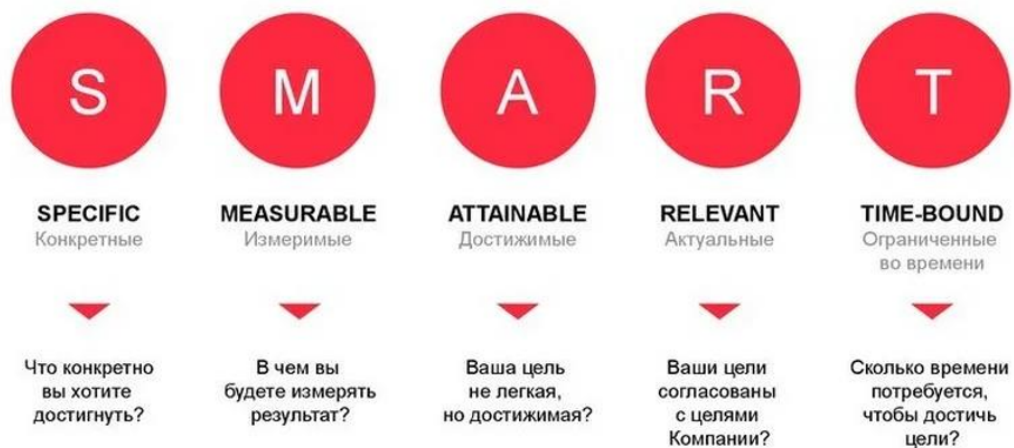 S
M
A
R
T
SPECIFIC
Конкретные
MEASURABLE
Измеримые
ATTAINABLE
Достижимые
RELEVANT
Актуальные
TIME-BOUND
Ограниченные
во времени
Что конкретно
вы хотите
достигнуть?
В чем вы
будете измерять
результат?
Ваша цель
не легкая,
но достижимая?
Ваши цели
согласованы
с целями
Компании?
Сколько времени
потребуется,
чтобы достичь
цели?